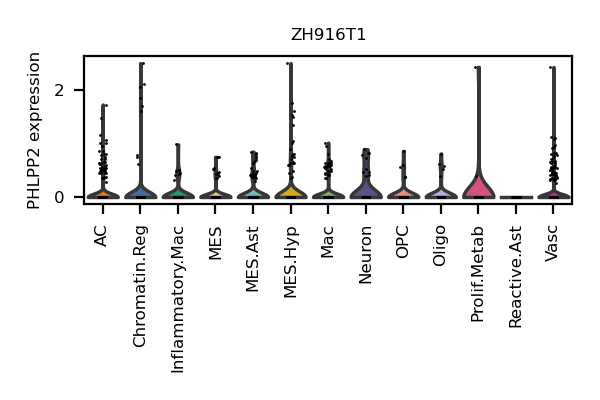 ZH916T1
PHLPP2 expression
2
0
AC
Chromatin.Reg
Inflammatory.Mac
MES
MES.Ast
MES.Hyp
Mac
Neuron
OPC
Oligo
Prolif.Metab
Reactive.Ast
Vasc